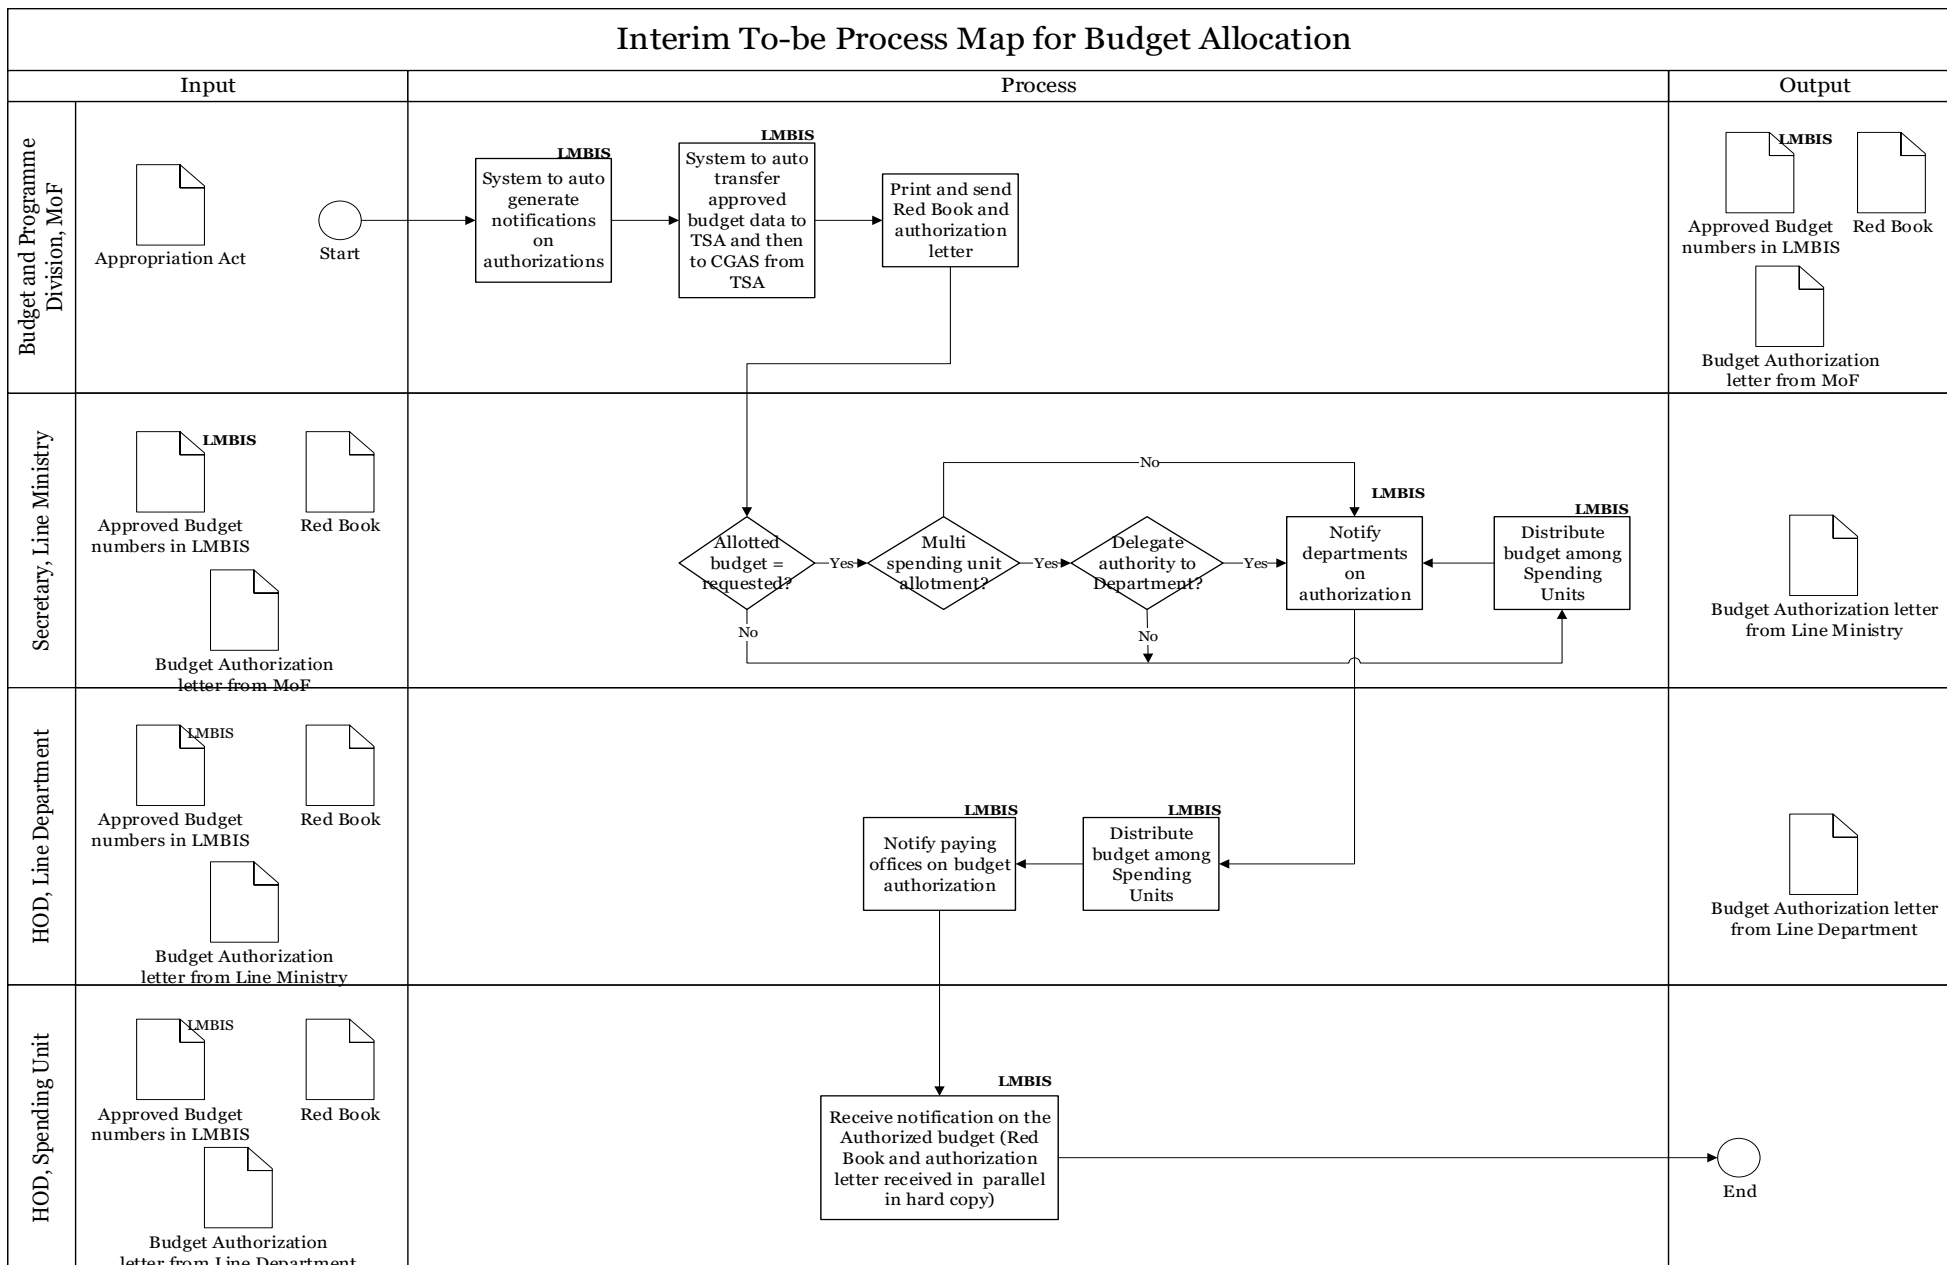 Interim To-be Process Map for Budget Allocation
Input
Process
Output
Budget and Programme
Division, MoF
Appropriation Act
Start
LMBIS
System to auto
generate
notifications
on
authorizations
LMBIS
System to auto
transfer
approved
budget data to
TSA and then
to CGAS from
TSA
Print and send
Red Book and
authorization
letter
LMBIS
Approved Budget
numbers in LMBIS
Red Book
Budget Authorization
letter from MoF
Secretary, Line Ministry
LMBIS
Approved Budget
numbers in LMBIS
Red Book
Budget Authorization
letter from MoF
Allotted
budget =
requested?
Yes
No
Multi
spending unit
allotment?
Yes
No
Delegate
authority to
Department?
Yes
No
LMBIS
Notify
departments
on
authorization
LMBIS
Distribute
budget among
Spending
Units
Budget Authorization letter
from Line Ministry
HOD, Line Department
LMBIS
Approved Budget
numbers in LMBIS
Red Book
Budget Authorization
letter from Line Ministry
LMBIS
Notify paying
offices on budget
authorization
LMBIS
Distribute
budget among
Spending
Units
Budget Authorization letter
from Line Department
HOD, Spending Unit
LMBIS
Approved Budget
numbers in LMBIS
Red Book
Budget Authorization
letter from Line Department
LMBIS
Receive notification on the
Authorized budget (Red
Book and authorization
letter received in parallel
in hard copy)
End